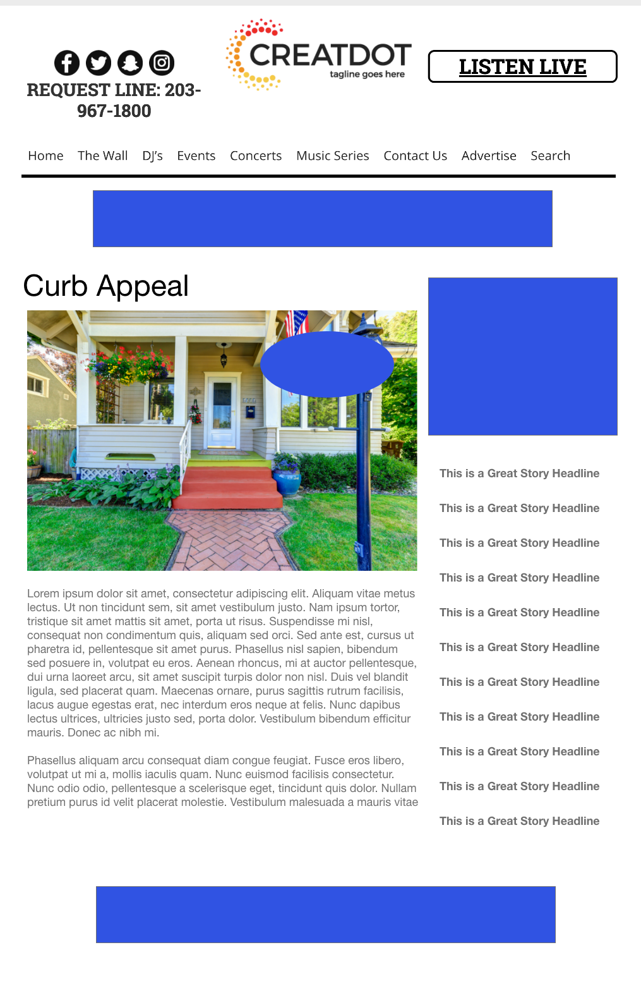 CREATDOT
tagline goes here
LISTEN LIVE
REQUEST LINE: 203-
967-1800
Home The Wall DJ’s Events Concerts Music Series Contact Us Advertise Search
Curb Appeal
Lorem ipsum dolor sit amet, consectetur adipiscing elit. Aliquam vitae metus
lectus. Ut non tincidunt sem, sit amet vestibulum justo. Nam ipsum tortor,
tristique sit amet mattis sit amet, porta ut risus. Suspendisse mi nisl,
consequat non condimentum quis, aliquam sed orci. Sed ante est, cursus ut
pharetra id, pellentesque sit amet purus. Phasellus nisl sapien, bibendum
sed posuere in, volutpat eu eros. Aenean rhoncus, mi at auctor pellentesque,
dui urna laoreet arcu, sit amet suscipit turpis dolor non nisl. Duis vel blandit
ligula, sed placerat quam. Maecenas ornare, purus sagittis rutrum facilisis,
lacus augue egestas erat, nec interdum eros neque at felis. Nunc dapibus
lectus ultrices, ultricies justo sed, porta dolor. Vestibulum bibendum efficitur
mauris. Donec ac nibh mi.
Phasellus aliquam arcu consequat diam congue feugiat. Fusce eros libero,
volutpat ut mi a, mollis iaculis quam. Nunc euismod facilisis consectetur.
Nunc odio odio, pellentesque a scelerisque eget, tincidunt quis dolor. Nullam
pretium purus id velit placerat molestie. Vestibulum malesuada a mauris vitae
This is a Great Story Headline
This is a Great Story Headline
This is a Great Story Headline
This is a Great Story Headline
This is a Great Story Headline
This is a Great Story Headline
This is a Great Story Headline
This is a Great Story Headline
This is a Great Story Headline
This is a Great Story Headline
This is a Great Story Headline